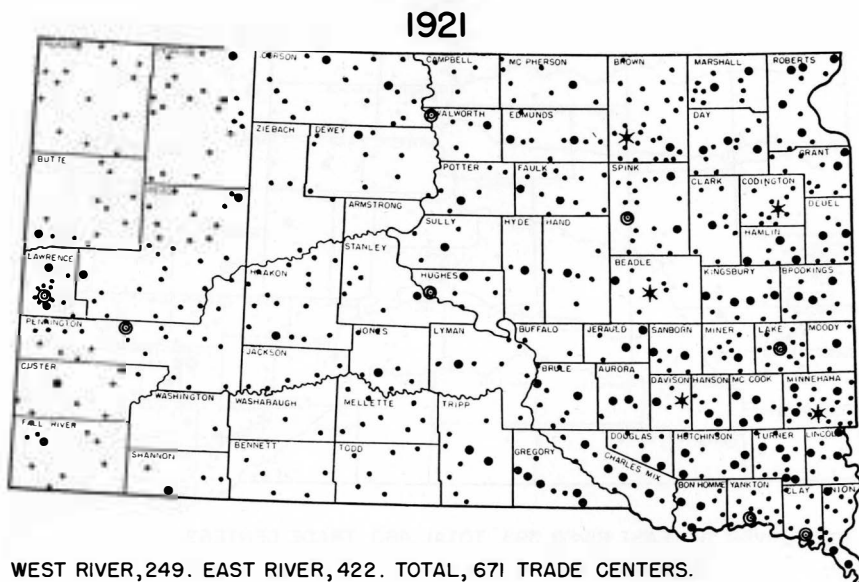 1921
CAMPBELL
MC PHERSON
BROWN
MARSHALL
ROBERTS
WALWORTH
EDMUNDS
DAY
ZIEBACH
DEWEY
GRANT
BUTTE
POTTER
FAULK
SPINK
CLARK
CODINGTON
ARMSTRONG
DEUEL
SULLY
HYDE
HAND
HAMLIN
STANLEY
LAWRENCE
BEADLE
HAAKON
HUGHES
KINGSBURY
BROOKINGS
PENNINGTON
JONES
LYMAN
BUFFALO
JERAULD
SANBORN
MINER
LAKE
MOODY
JACKSON
CUSTER
BRULE
AURORA
DAVISON
HANSON
MC COOK
MINNEHAHA
WASHINGTON
WASHABAUGH
MELLETTE
TRIPP
FALL RIVER
DOUGLAS
HUTCHINSON
TURNER
LINCOLN
BENNETT
TODD
GREGORY
CHARLES MIX
SHANNON
BON HOMME
YANKTON
CLAY
UNION
WEST RIVER, 249. EAST RIVER, 422. TOTAL, 671 TRADE CENTERS.